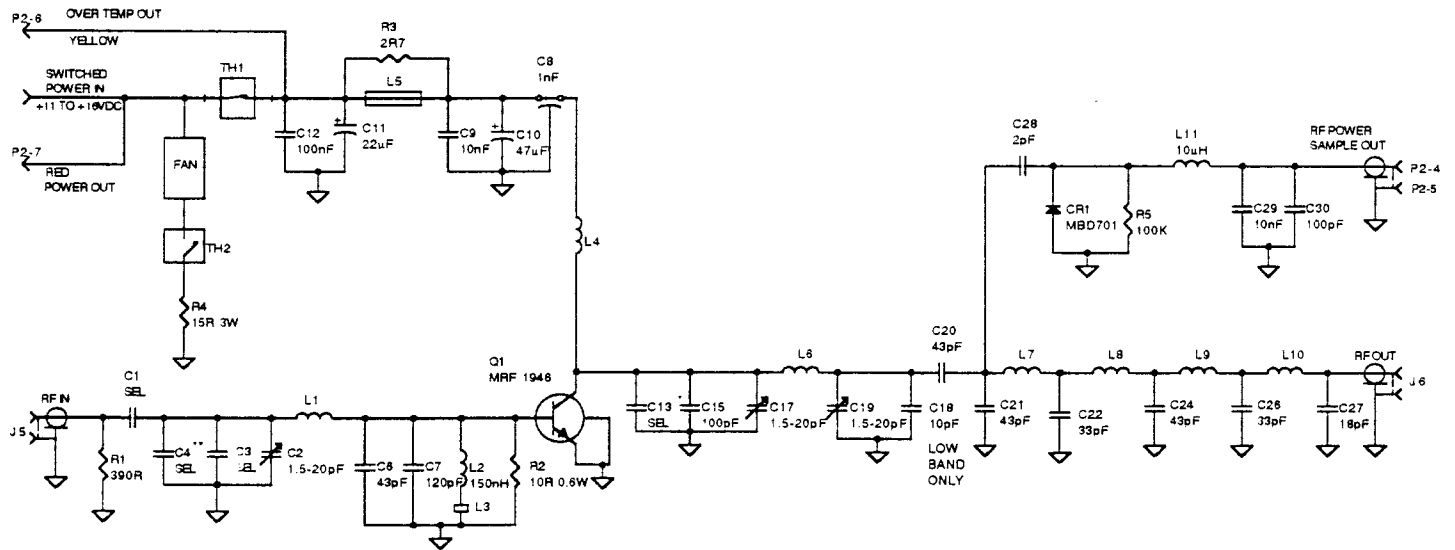 P2-6
OVER TEMP OUT
YELLOW
SWITCHED
POWER IN
+11 TO +16VDC
P2-7
RED
POWER OUT
TH1
FAN
TH2
R4
15R 3W
C12
100nF
C11
22uF
R3
2R7
L5
C9
10nF
C10
47uF
C8
1nF
L4
C28
2pF
CR1
MBD701
R5
100K
L11
10uH
C29
10nF
C30
100pF
RF POWER
SAMPLE OUT
P2-4
P2-5
J5
RF IN
R1
390R
C1
SEL
C4
SEL
C3
SEL
C2
1.5-20pF
L1
C6
43pF
C7
120pF
L2
150nH
L3
R2
10R 0.6W
Q1
MRF 1946
C13
SEL
C15
100pF
C17
1.5-20pF
L6
C19
1.5-20pF
C18
10pF
LOW
BAND
ONLY
C20
43pF
C21
43pF
L7
C22
33pF
L8
C24
43pF
L9
C26
33pF
L10
C27
18pF
RF OUT
J6